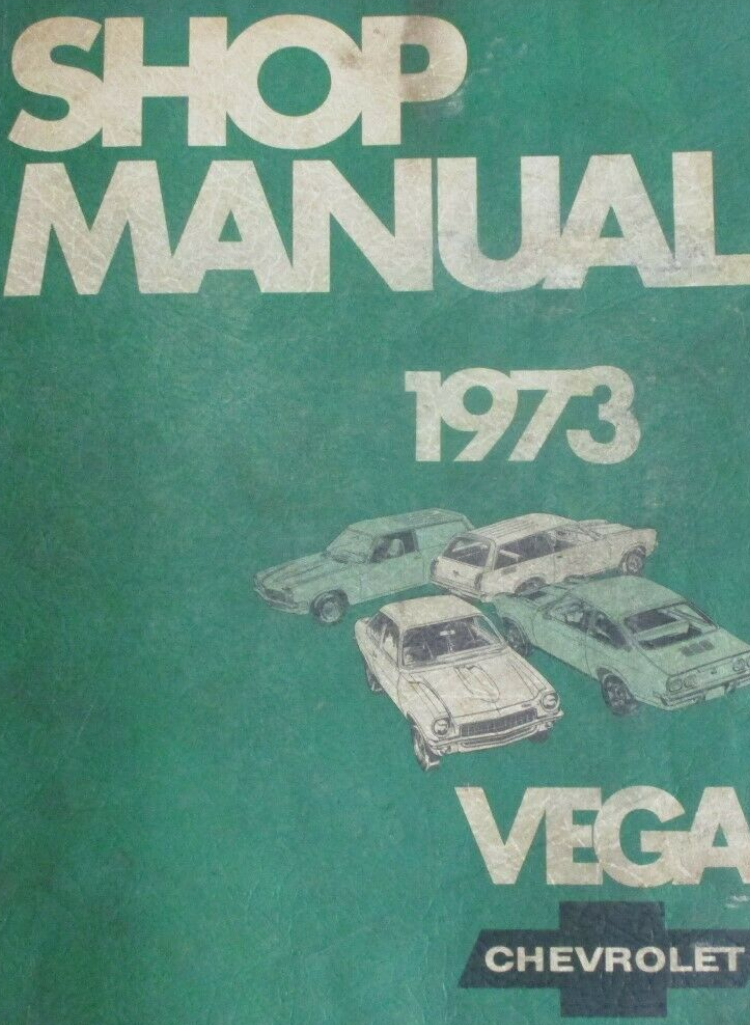 SHOP
MANUAL
1973
VEGA
CHEVROLET